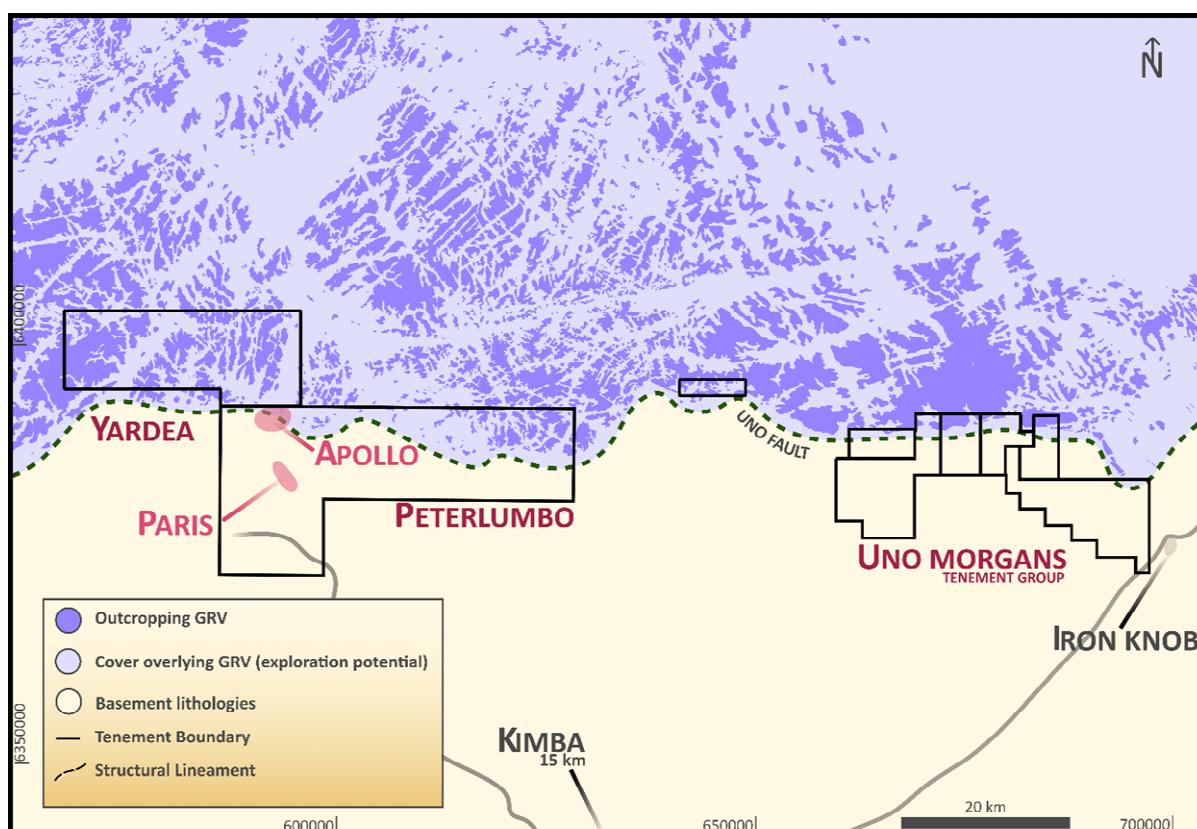 N
6400000
YARDEA
APOLLO
UNO FAULT
PARIS
PETERLUMBO
UNO MORGANS
TENEMENT GROUP
IRON KNOB
Outcropping GRV
Cover overlying GRV (exploration potential)
Basement lithologies
Tenement Boundary
Structural Lineament
6350000
KIMBA
15 km
20 km
600000
650000
700000